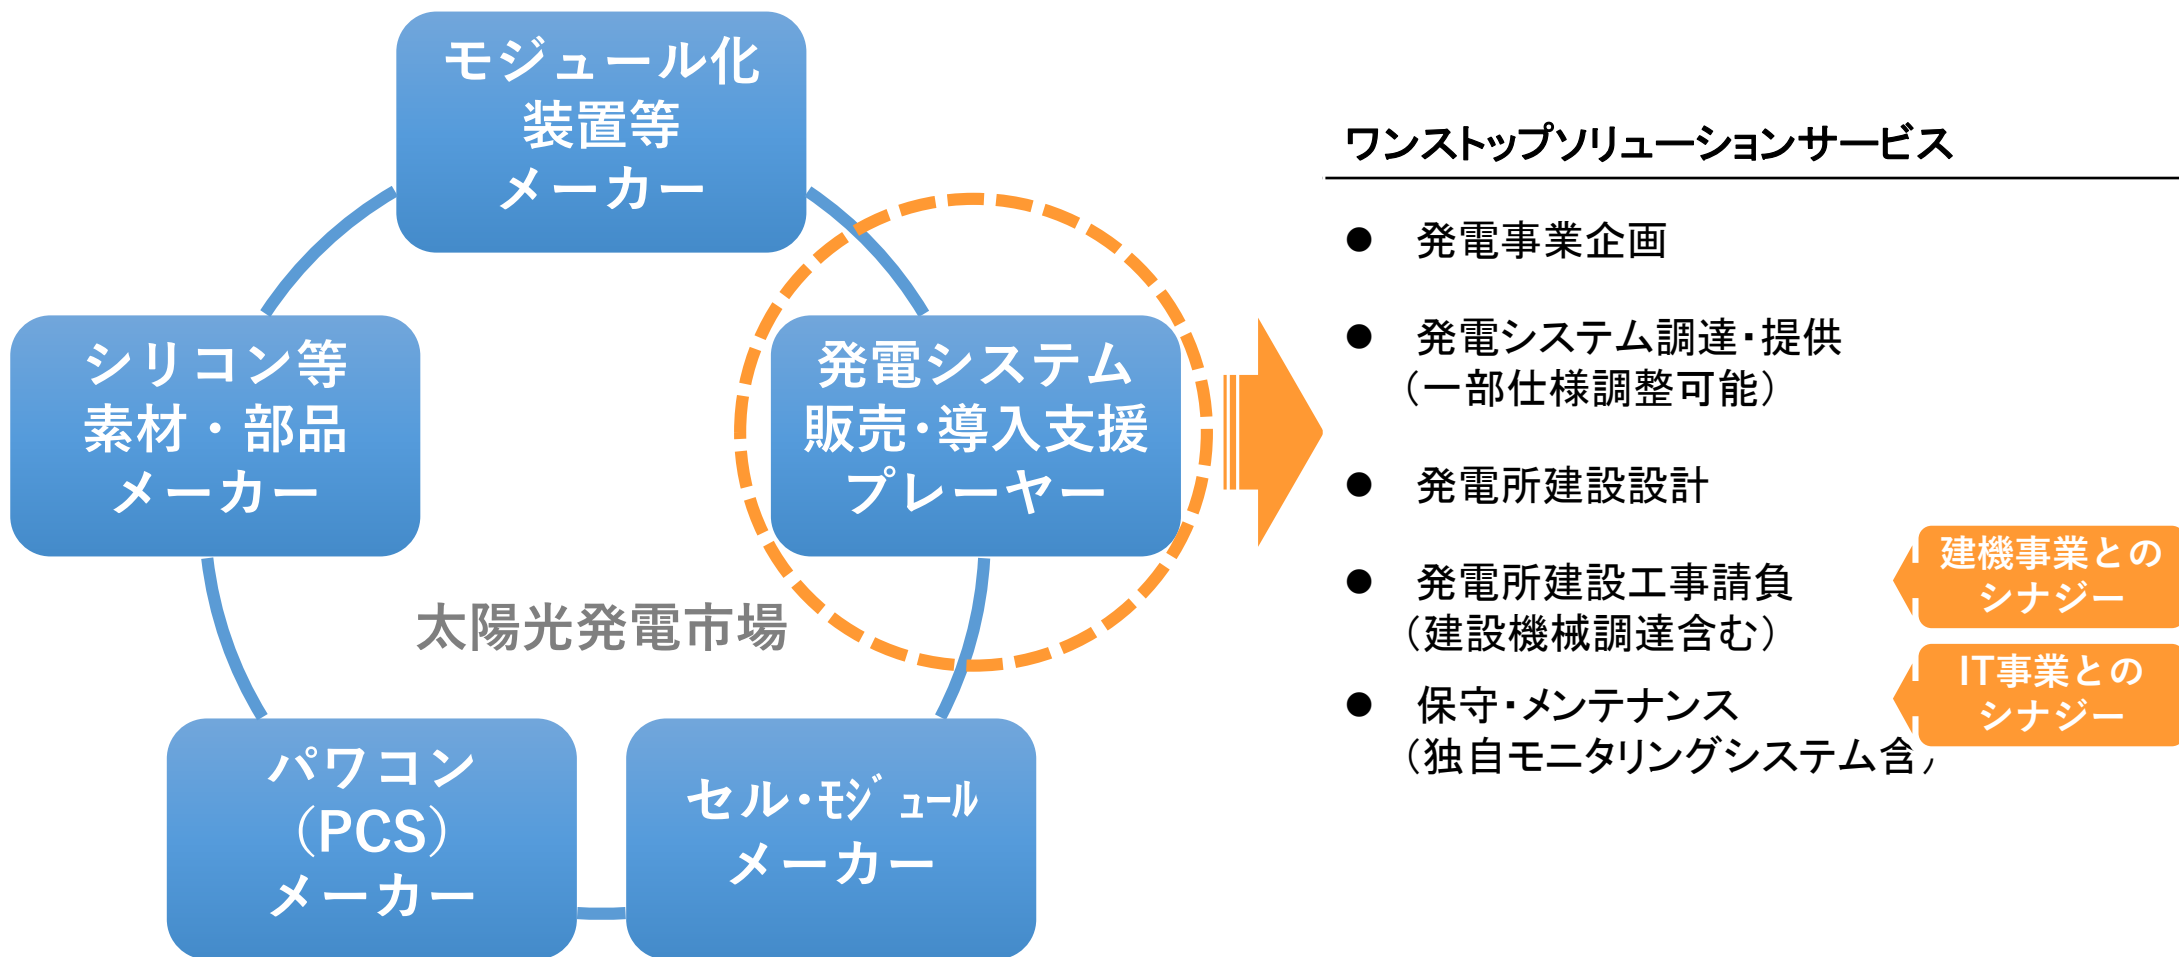 モジュール化
装置等
メーカー
シリコン等
素材・部品
メーカー
発電システム
販売・導入支援
プレーヤー
太陽光発電市場
パワコン
（PCS）
メーカー
セル・ﾓｼﾞｭｰﾙ
メーカー
ワンストップソリューションサービス
● 発電事業企画
● 発電システム調達・提供
（一部仕様調整可能）
● 発電所建設設計
● 発電所建設工事請負
（建設機械調達含む）
● 保守・メンテナンス
（独自モニタリングシステム含）
建機事業との
シナジー
IT事業との
シナジー